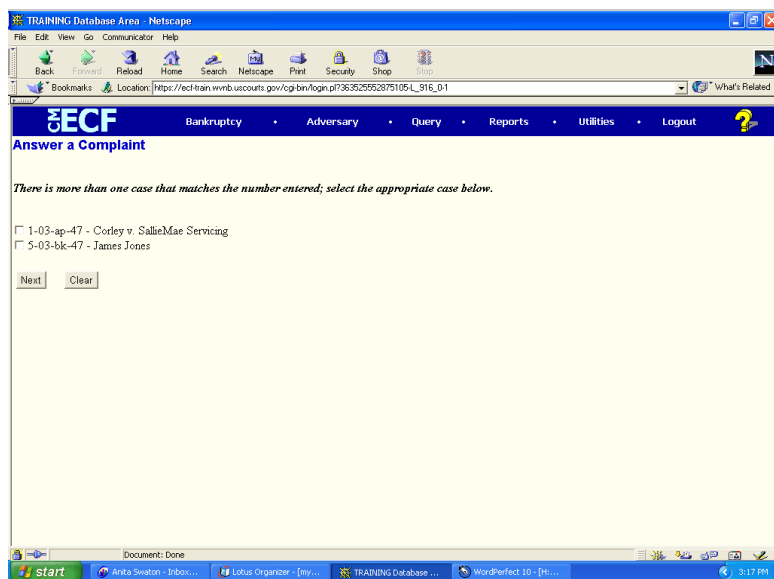 TRAINING Database Area - Netscape
File Edit View Go Communicator Help
Back Forward Reload Home Search Netscape Print Security Shop Stop
Bookmarks Location: https://ecf-train.wvnb.uscourts.gov/cgi-bin/login.pl?363525552875105-L_916_0-1 What's Related
CM ECF Bankruptcy • Adversary • Query • Reports • Utilities • Logout ?
Answer a Complaint
There is more than one case that matches the number entered; select the appropriate case below.
1-03-ap-47 - Corley v. SallieMae Servicing
5-03-bk-47 - James Jones
Next Clear
Document: Done
start Anita Swaton - Inbox... Lotus Organizer - [my... TRAINING Database ... WordPerfect 10 - [H:... 3:17 PM